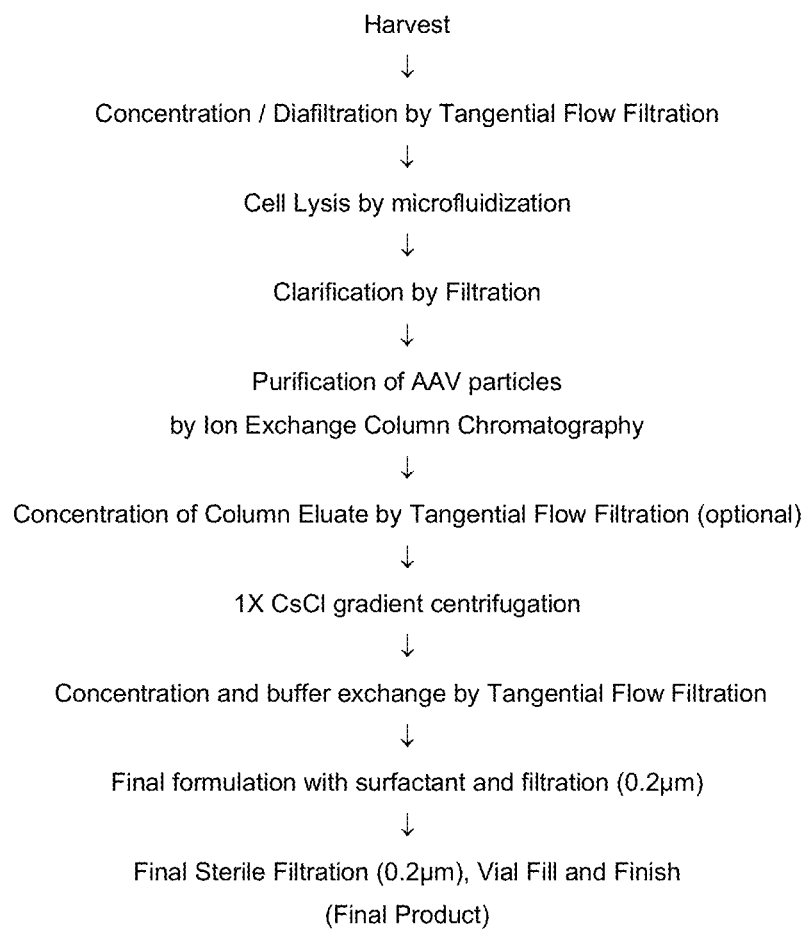 Harvest
↓
Concentration / Diafiltration by Tangential Flow Filtration
↓
Cell Lysis by microfluidization
↓
Clarification by Filtration
↓
Purification of AAV particles
by Ion Exchange Column Chromatography
↓
Concentration of Column Eluate by Tangential Flow Filtration (optional)
↓
1X CsCl gradient centrifugation
↓
Concentration and buffer exchange by Tangential Flow Filtration
↓
Final formulation with surfactant and filtration (0.2µm)
↓
Final Sterile Filtration (0.2µm), Vial Fill and Finish
(Final Product)